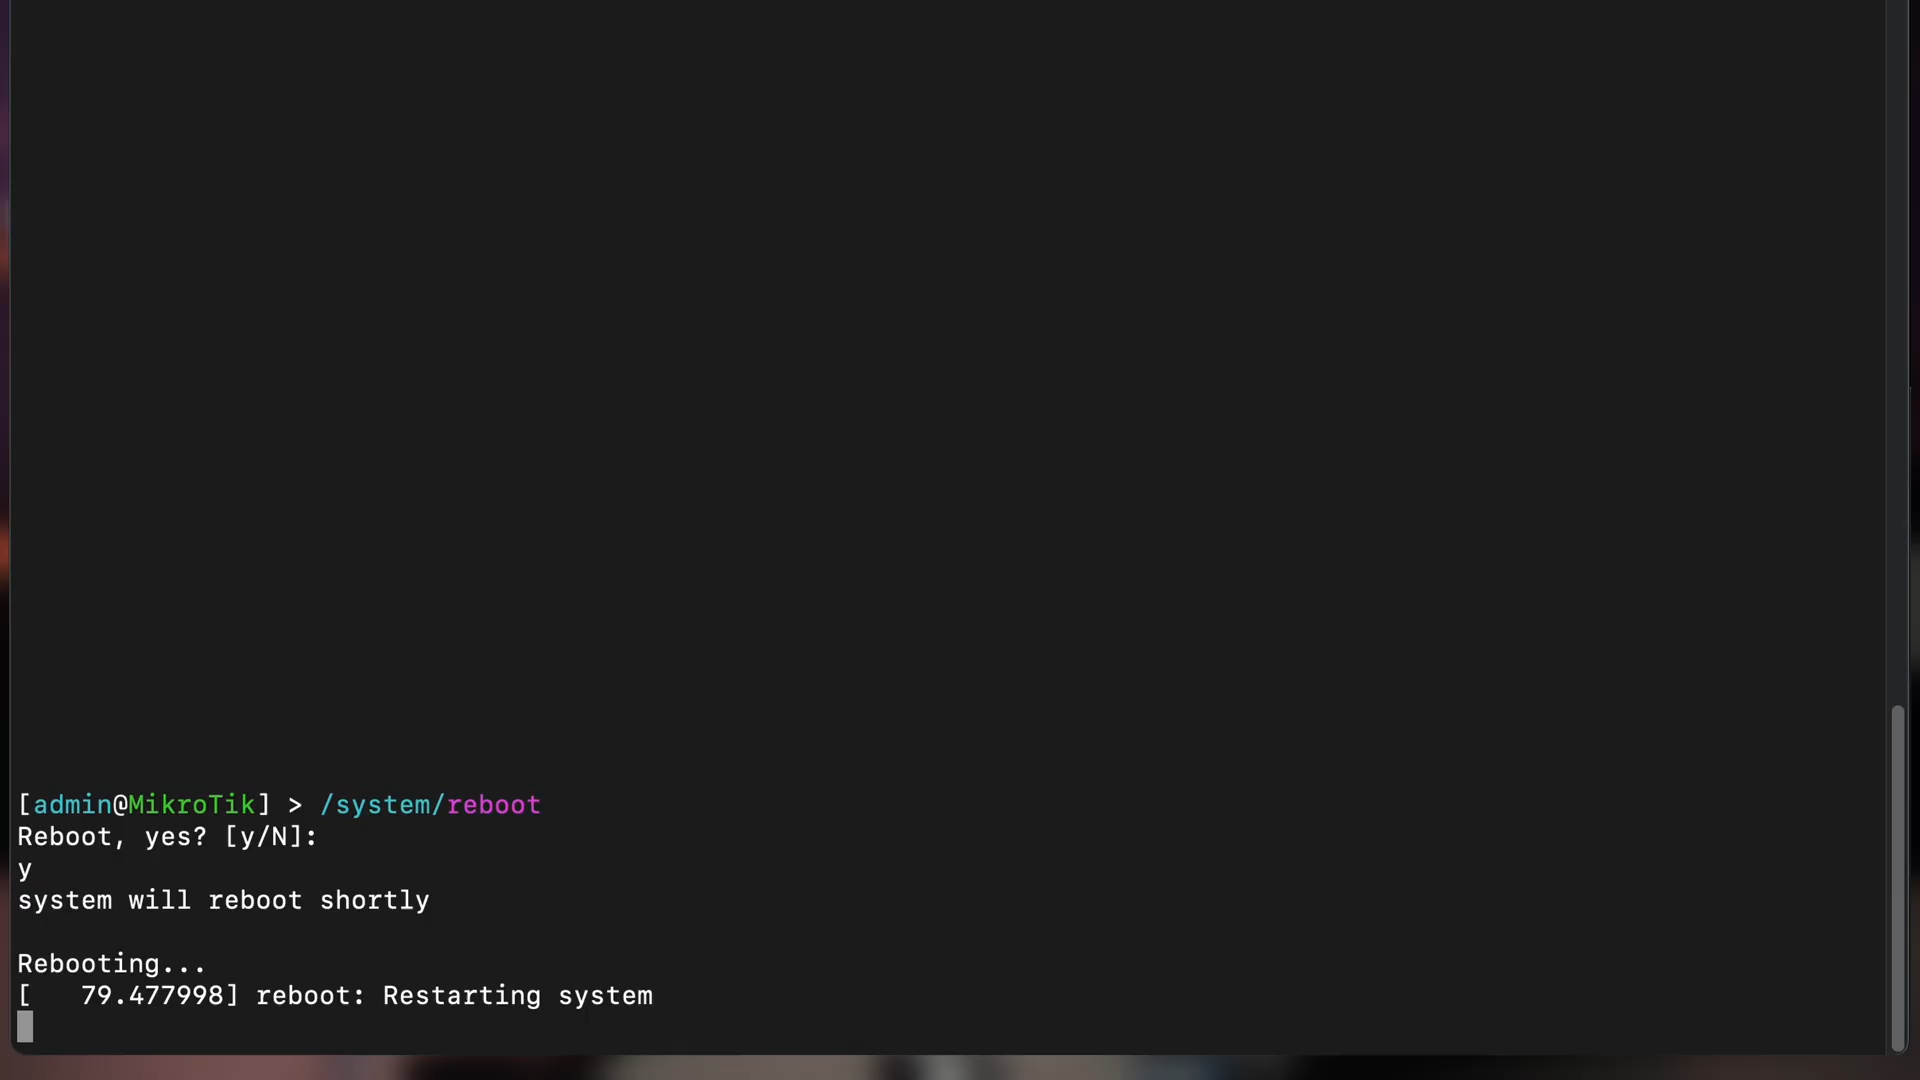 [admin@MikroTik] > /system/reboot
Reboot, yes? [y/N]:
y
system will reboot shortly
Rebooting...
[   79.477998] reboot: Restarting system